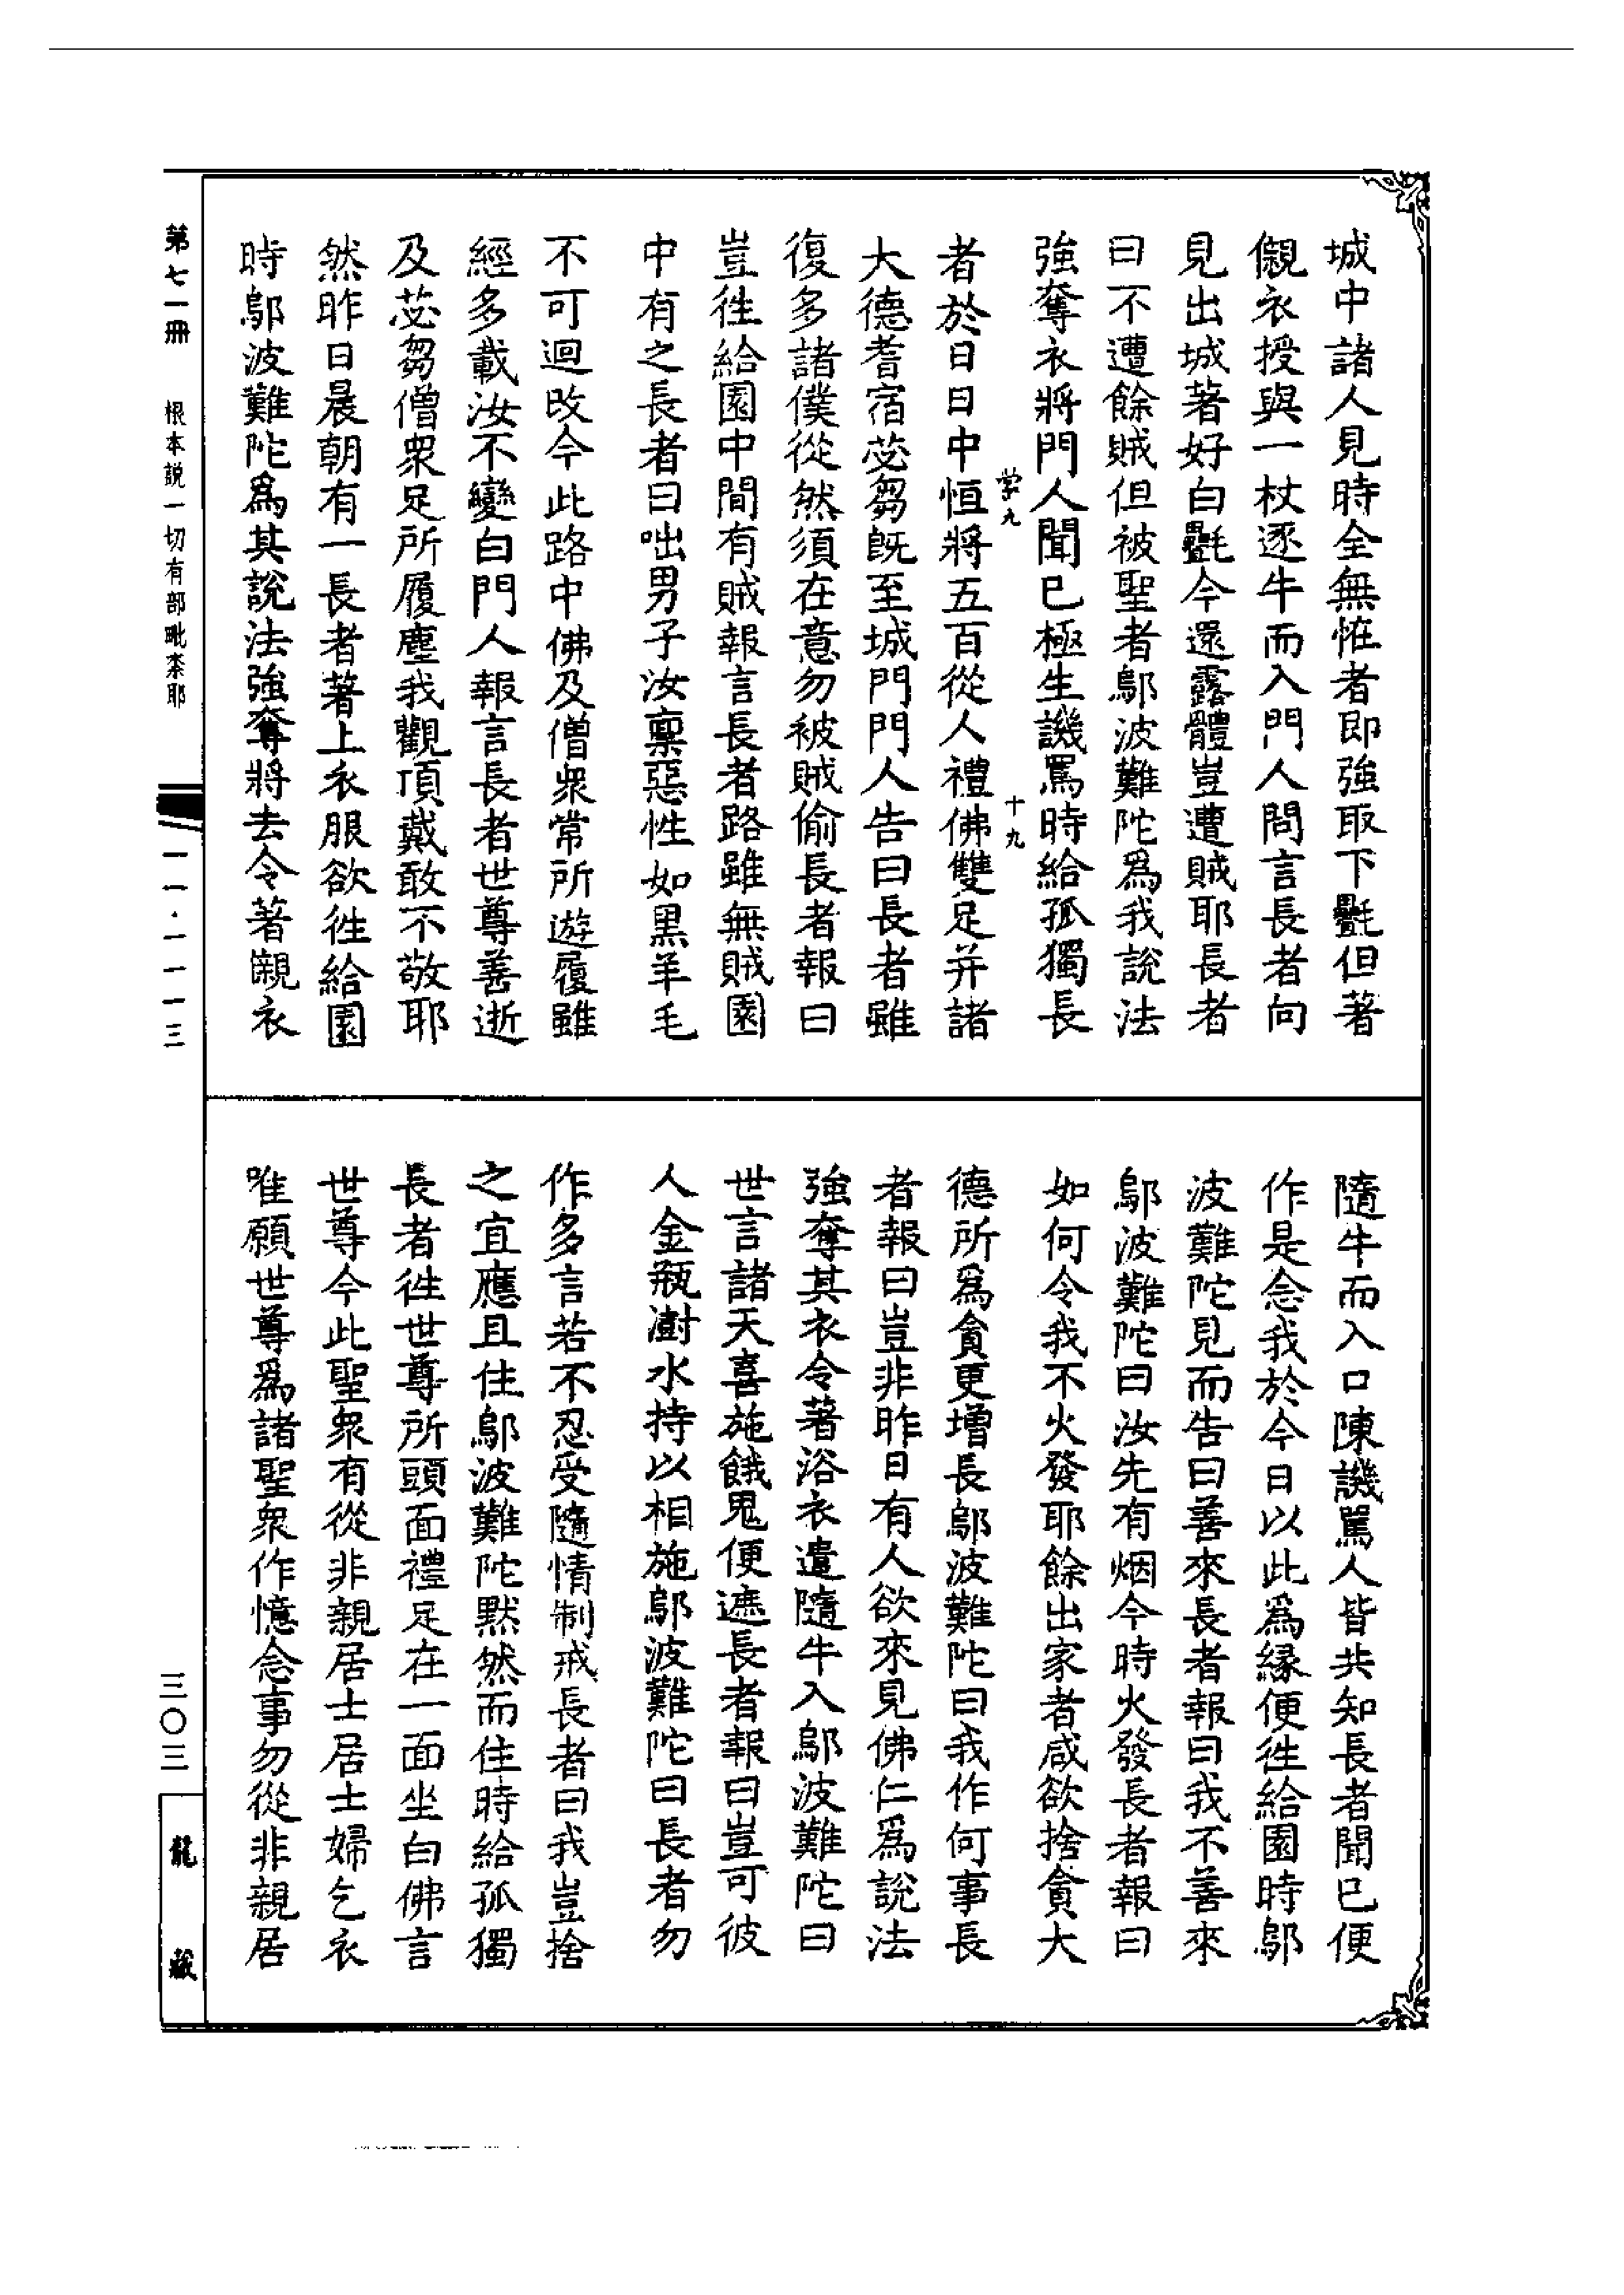 城中諸人見時全無恠者即強取下㲲但著
儭衣授與一杖逐牛而入門人問言長者向
見出城著好白㲲今還露體豈遭賊耶長者
曰不遭餘賊但被聖者鄔波難陀爲我說法
強奪衣將門人聞已極生譏罵時給孤獨長
者於日日中恒將五百從人禮佛雙足并諸
大德耆宿苾芻旣至城門門人告曰長者雖
復多諸僕從然須在意勿被賊偷長者報曰
豈徃給園中間有賊報言長者路雖無賊園
中有之長者曰咄男子汝稟惡性如黑羊毛
不可迴改今此路中佛及僧衆常所遊履雖
經多載汝不變白門人報言長者世尊善逝
及苾芻僧衆足所履塵我觀頂戴敢不敬耶
然昨日晨朝有一長者著上衣服欲徃給園
時鄔波難陀爲其說法強奪將去令著儭衣
隨牛而入口陳譏罵人皆共知長者聞已便
作是念我於今日以此爲緣便徃給園時鄔
波難陀見而告曰善來長者報曰我不善來
鄔波難陀曰汝先有烟今時火發長者報曰
如何令我不火發耶餘出家者咸欲捨貪大
德所爲貪更增長鄔波難陀曰我作何事長
者報曰豈非昨日有人欲來見佛仁爲說法
強奪其衣令著浴衣遣隨牛入鄔波難陀曰
世言諸天喜施餓鬼便遮長者報曰豈可彼
人金瓶澍水持以相施鄔波難陀曰長者勿
作多言若不忍受隨情制戒長者曰我豈捨
之宜應且住鄔波難陀默然而住時給孤獨
長者徃世尊所頭面禮足在一面坐白佛言
世尊今此聖衆有從非親居士居士婦乞衣
唯願世尊爲諸聖衆作憶念事勿從非親居
十九
第七一冊
根本說一切有部毗柰耶
一一·一一一三
三〇三
龍藏